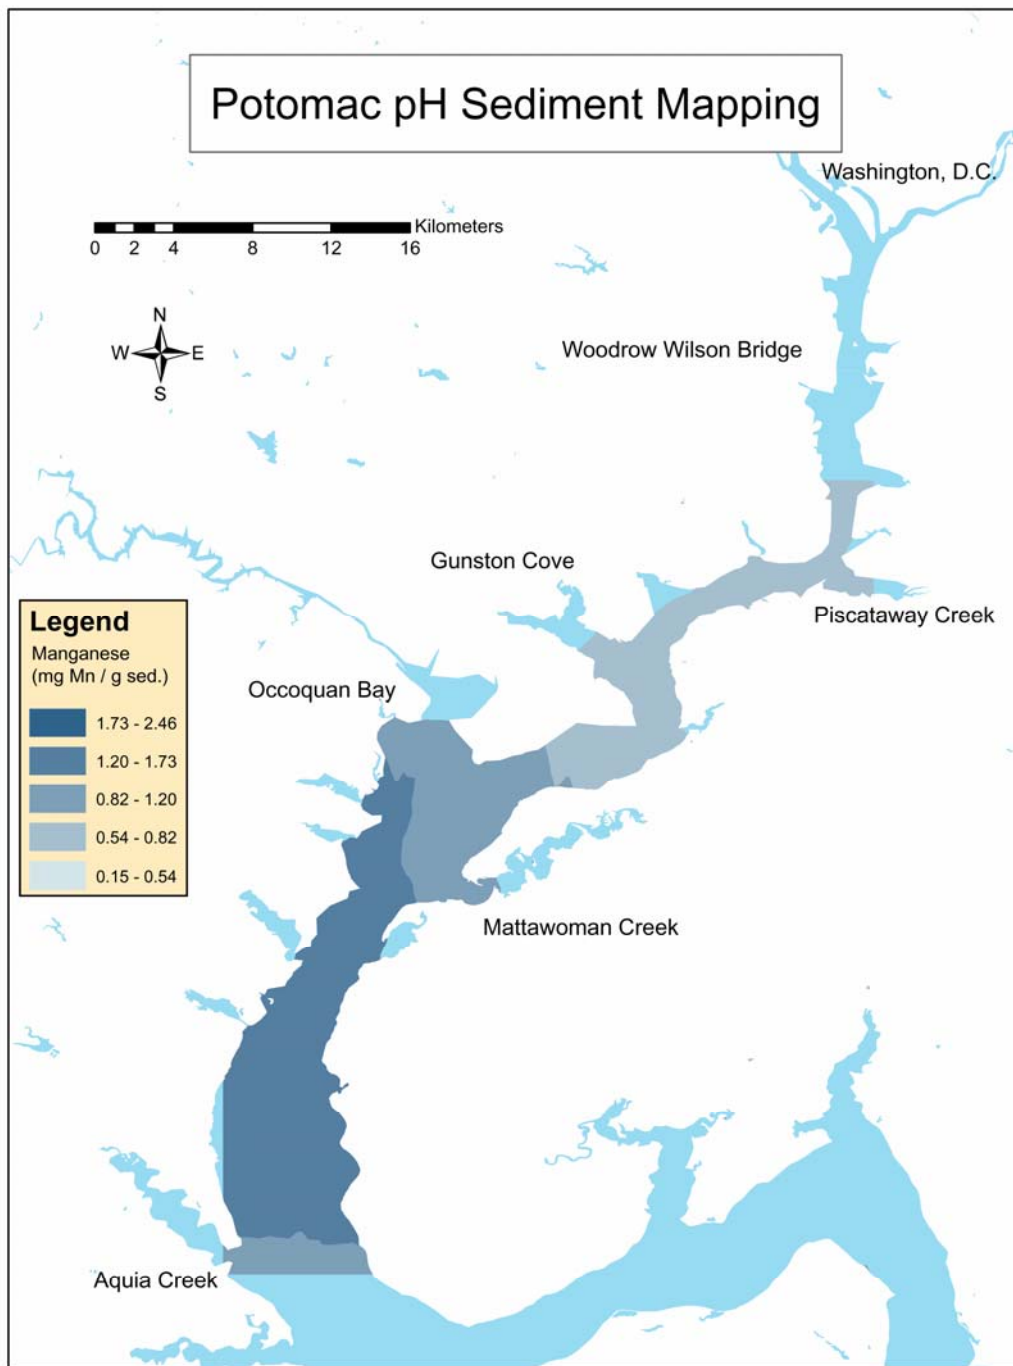 Potomac pH Sediment Mapping
Washington, D.C.
Kilometers
0 2 4 8 12 16
N
W E
S
Woodrow Wilson Bridge
Gunston Cove
Piscataway Creek
Legend
Manganese
(mg Mn / g sed.)
1.73 - 2.46
1.20 - 1.73
0.82 - 1.20
0.54 - 0.82
0.15 - 0.54
Occoquan Bay
Mattawoman Creek
Aquia Creek